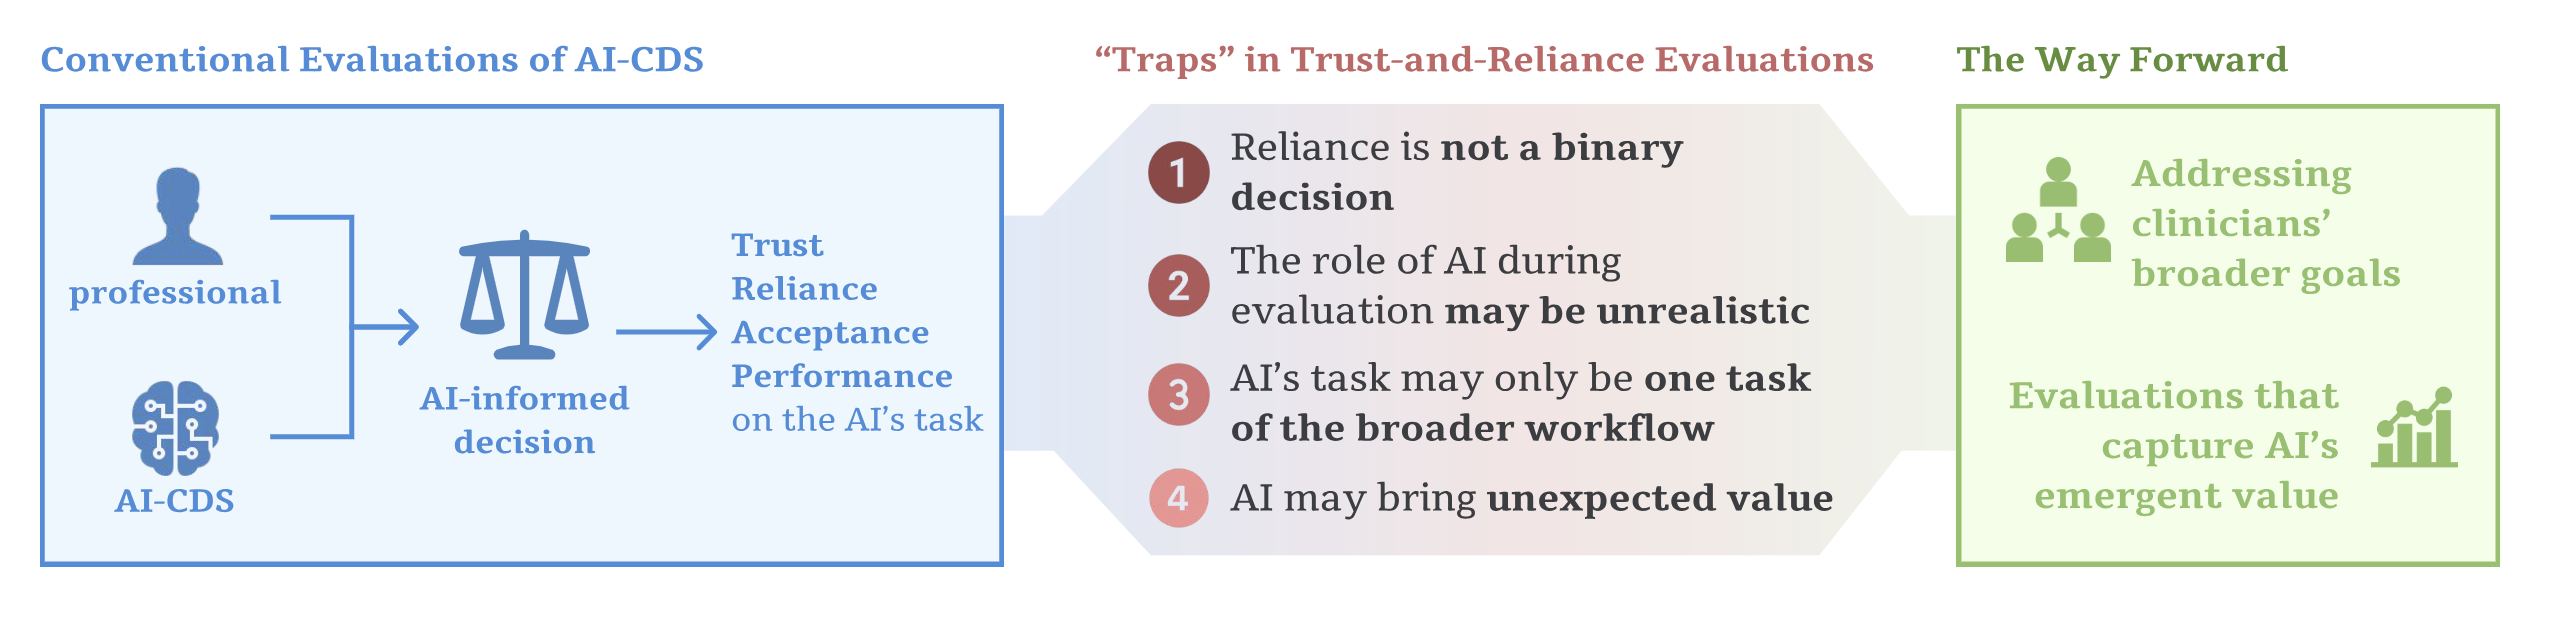 Conventional Evaluations of AI-CDS
professional
AI-CDS
AI-informed
decision
Trust
Reliance
Acceptance
Performance
on the AI’s task
“Traps” in Trust-and-Reliance Evaluations
1
Reliance is not a binary
decision
2
The role of AI during
evaluation may be unrealistic
3
AI’s task may only be one task
of the broader workflow
4
AI may bring unexpected value
The Way Forward
Addressing
clinicians’
broader goals
Evaluations that
capture AI’s
emergent value